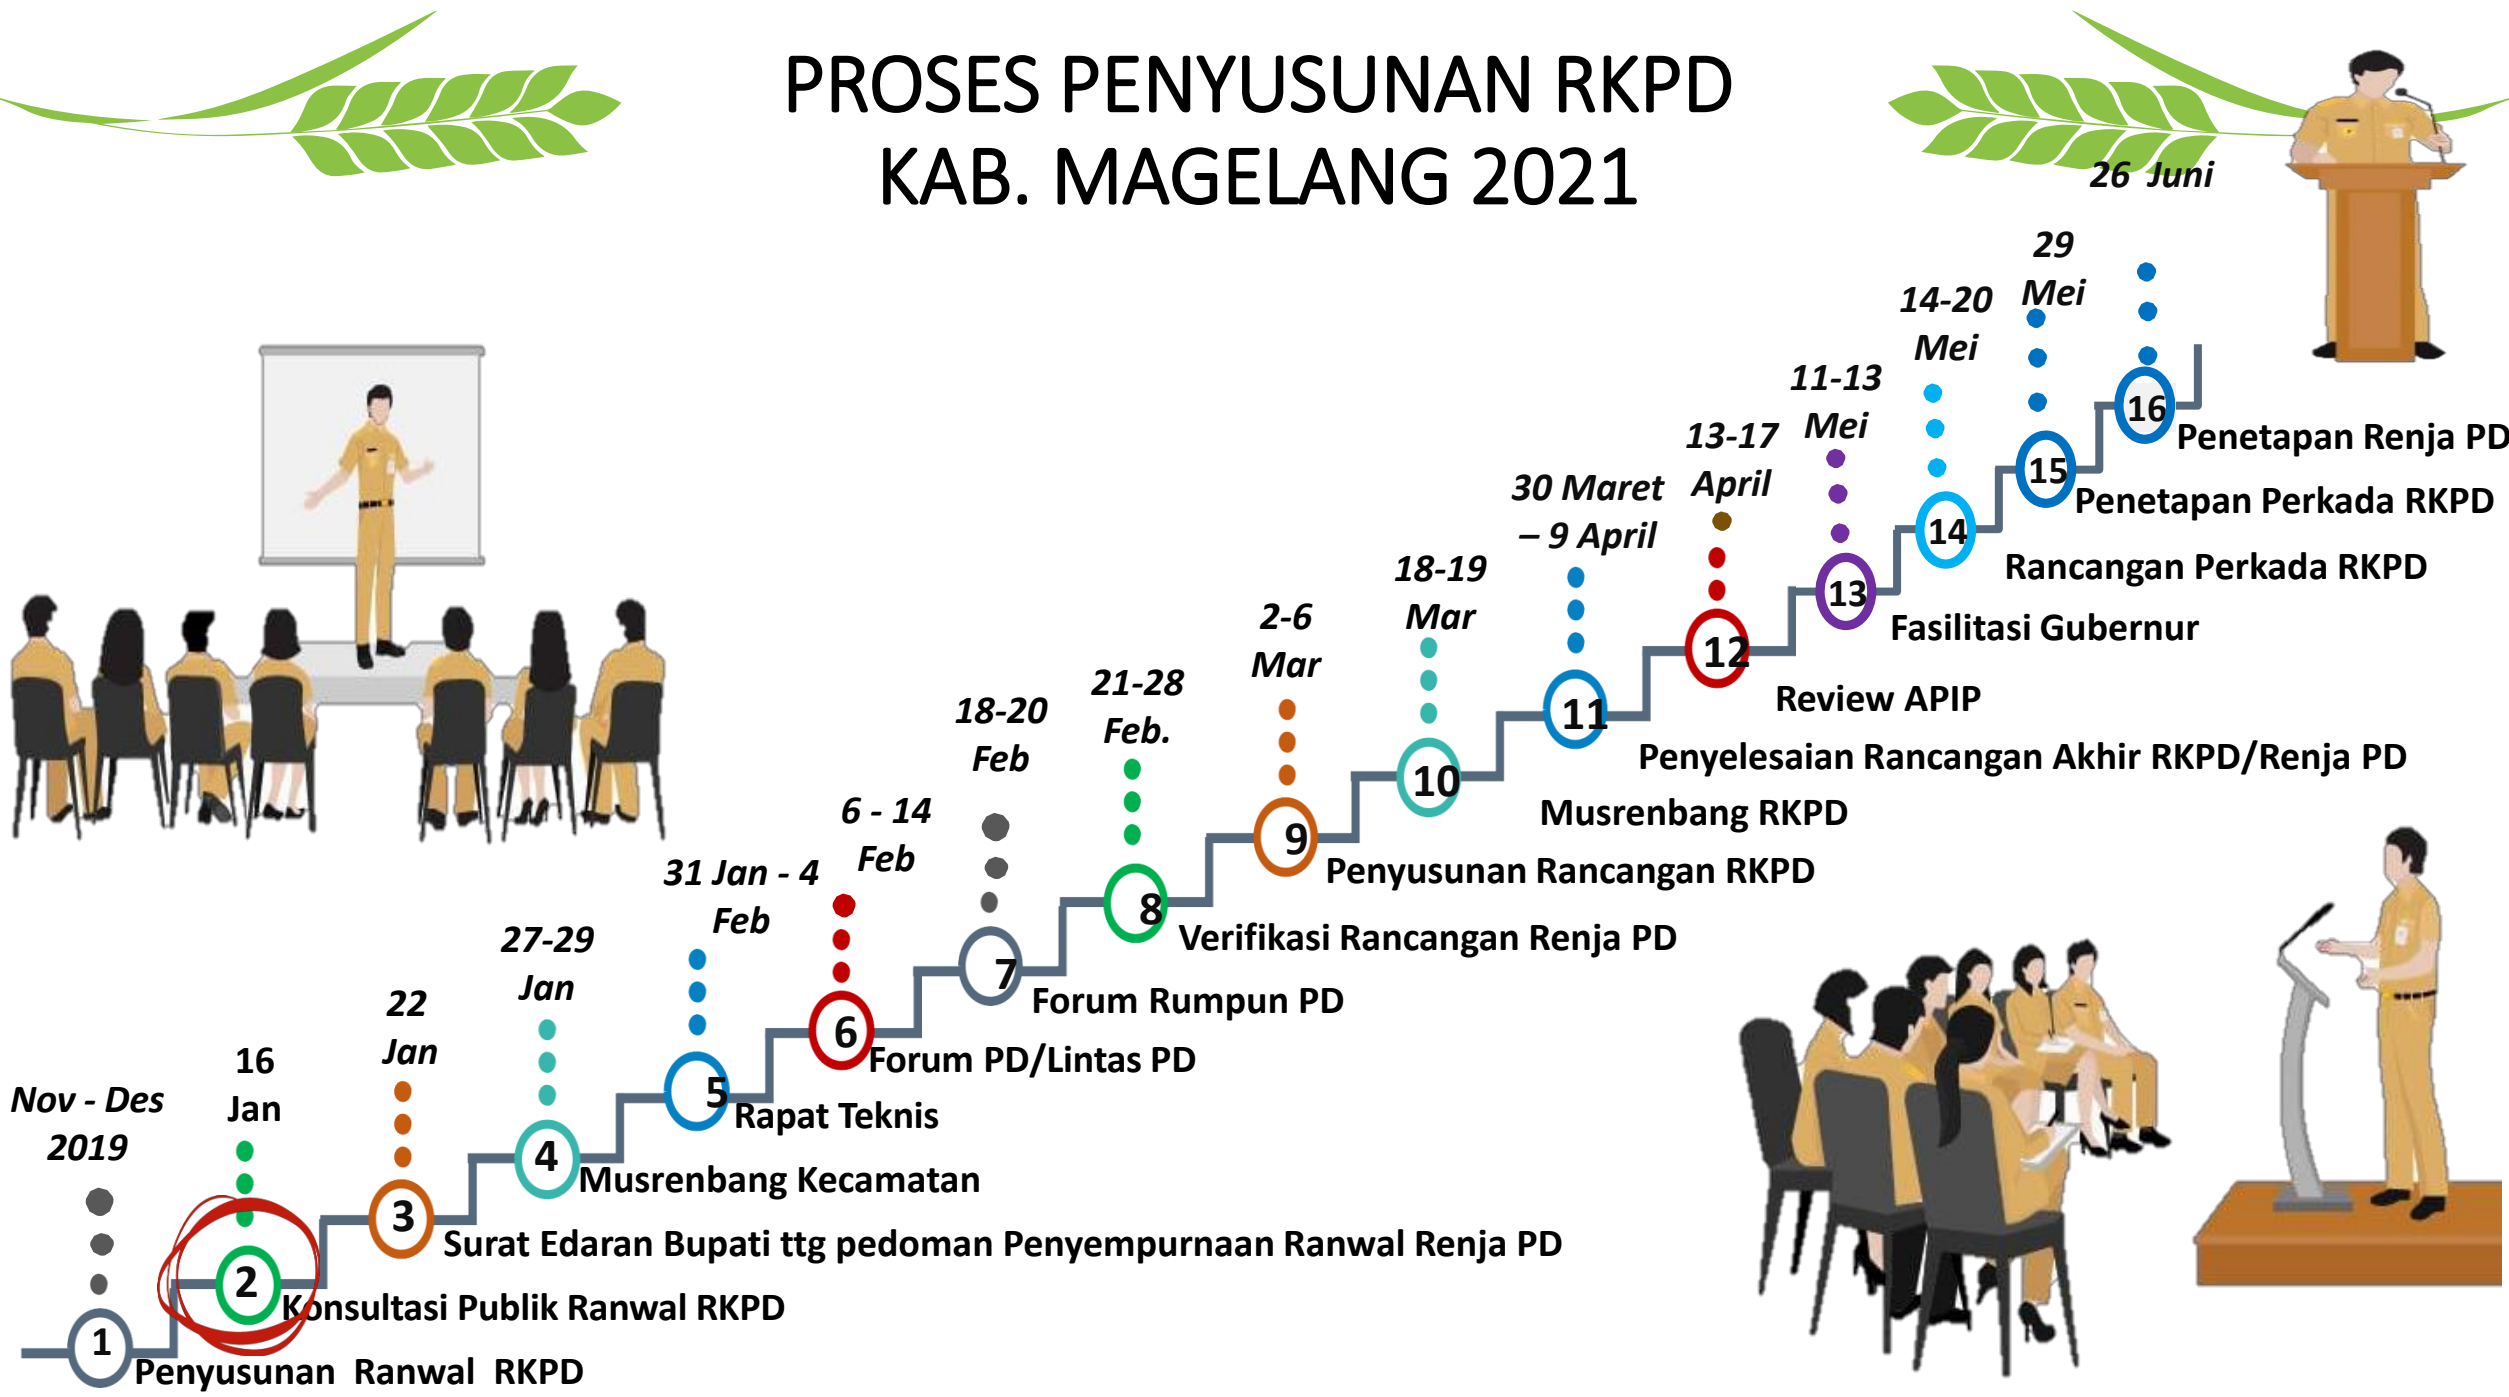 PROSES PENYUSUNAN RKPD
KAB. MAGELANG 2021
Nov - Des
2019
1
Penyusunan Ranwal RKPD
16
Jan
2
Konsultasi Publik Ranwal RKPD
22
Jan
3
Surat Edaran Bupati ttg pedoman Penyempurnaan Ranwal Renja PD
27-29
Jan
4
Musrenbang Kecamatan
31 Jan - 4
Feb
5
Rapat Teknis
6 - 14
Feb
6
Forum PD/Lintas PD
18-20
Feb
7
Forum Rumpun PD
21-28
Feb.
8
Verifikasi Rancangan Renja PD
2-6
Mar
9
Penyusunan Rancangan RKPD
18-19
Mar
10
Musrenbang RKPD
30 Maret
– 9 April
11
Penyelesaian Rancangan Akhir RKPD/Renja PD
13-17
April
12
Review APIP
11-13
Mei
13
Fasilitasi Gubernur
14-20
Mei
14
Rancangan Perkada RKPD
29
Mei
15
Penetapan Perkada RKPD
26 Juni
16
Penetapan Renja PD